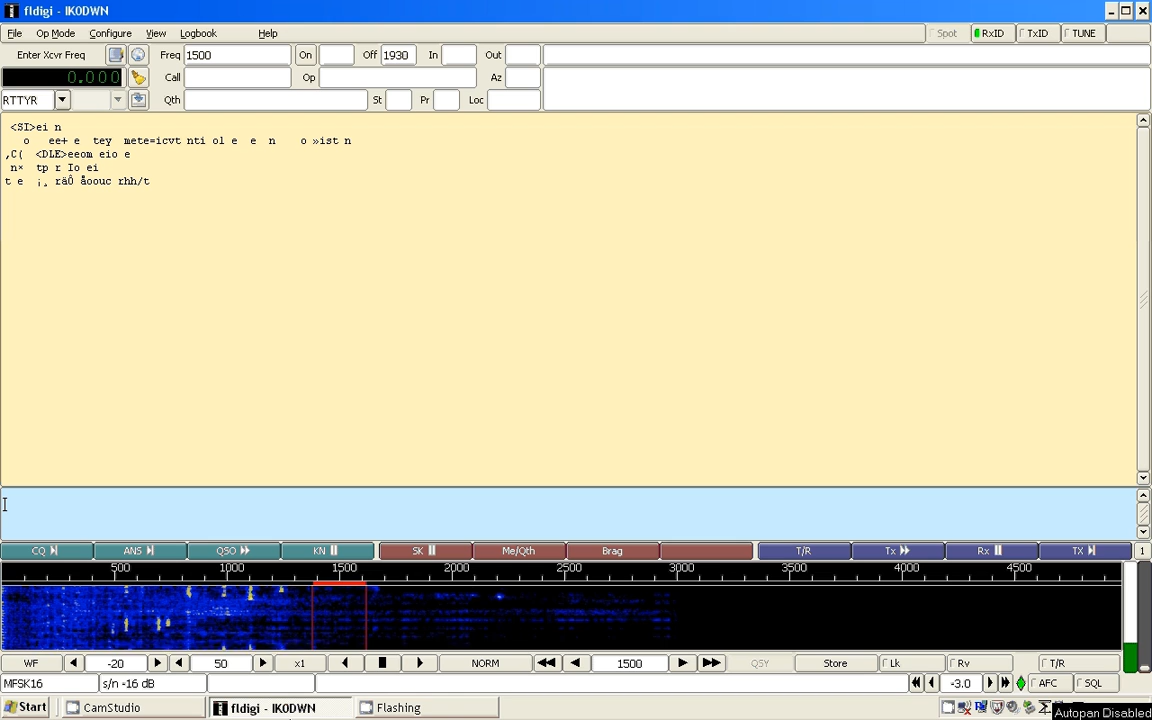 fldigi - IK0DWN
File Op Mode Configure View Logbook Help Spot RxID TxID TUNE
Enter Xcvr Freq Freq 1500 On Off 1930 In Out
0.000 Call Op Az
RTTYR Qth St Pr Loc
<SI>ei n
o ee+ e tey mete=icvt nti ol e e n o »ist n
,C( <DLE>eeom eio e
n× tp r Io ei
t e ¡¸ räÛ åoouc rhh/t
CQ ANS QSO KN SK Me/Qth Brag T/R Tx Rx TX 1
500 1000 1500 2000 2500 3000 3500 4000 4500
WF -20 50 x1 NORM 1500 QSY Store Lk Rv T/R
MFSK16 s/n -16 dB -3.0 AFC SQL
Start CamStudio fldigi - IK0DWN Flashing
Autopan Disabled